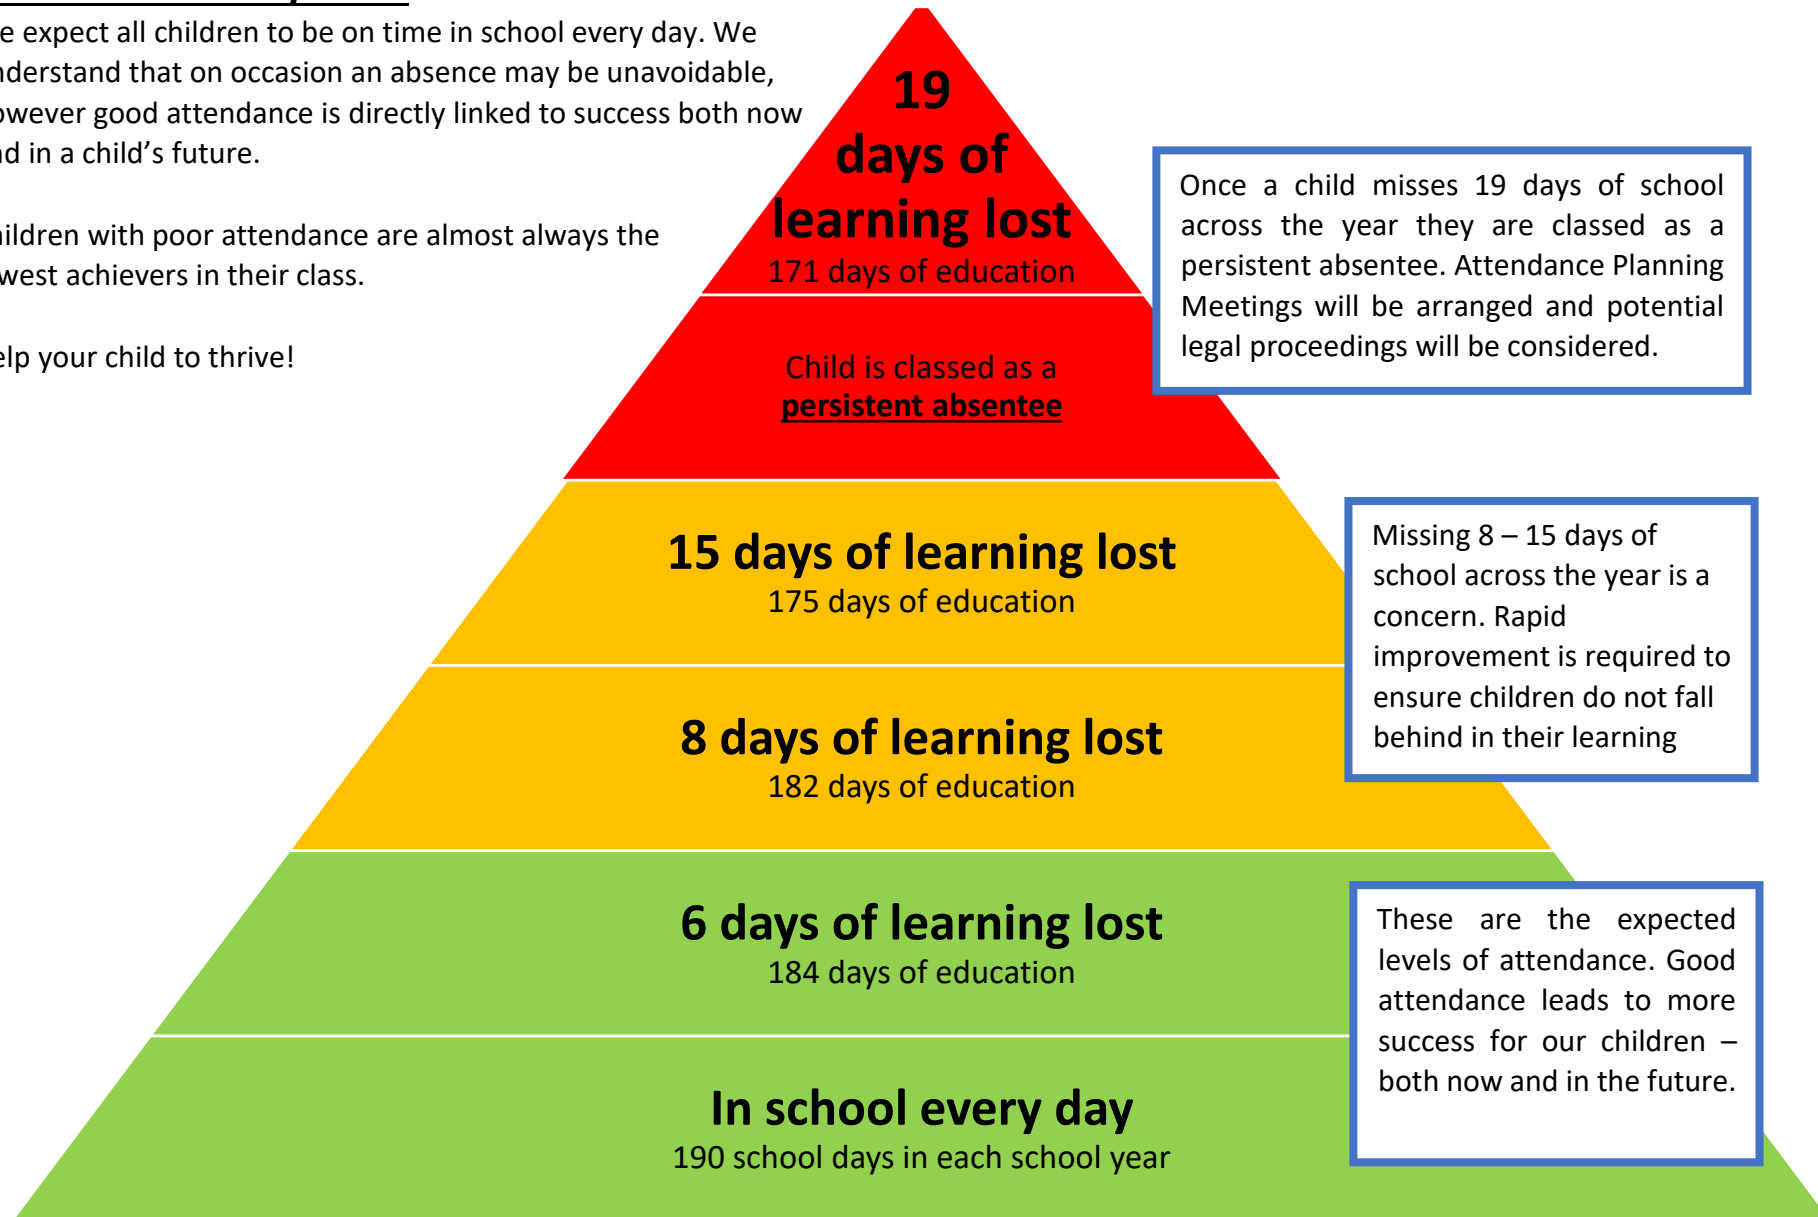 e expect all children to be on time in school every day. We
nderstand that on occasion an absence may be unavoidable,
owever good attendance is directly linked to success both now
nd in a child’s future.
hildren with poor attendance are almost always the
west achievers in their class.
elp your child to thrive!
19
days of
learning lost
171 days of education
Child is classed as a
persistent absentee
15 days of learning lost
175 days of education
8 days of learning lost
182 days of education
6 days of learning lost
184 days of education
In school every day
190 school days in each school year
Once a child misses 19 days of school
across the year they are classed as a
persistent absentee. Attendance Planning
Meetings will be arranged and potential
legal proceedings will be considered.
Missing 8 – 15 days of
school across the year is a
concern. Rapid
improvement is required to
ensure children do not fall
behind in their learning
These are the expected
levels of attendance. Good
attendance leads to more
success for our children –
both now and in the future.